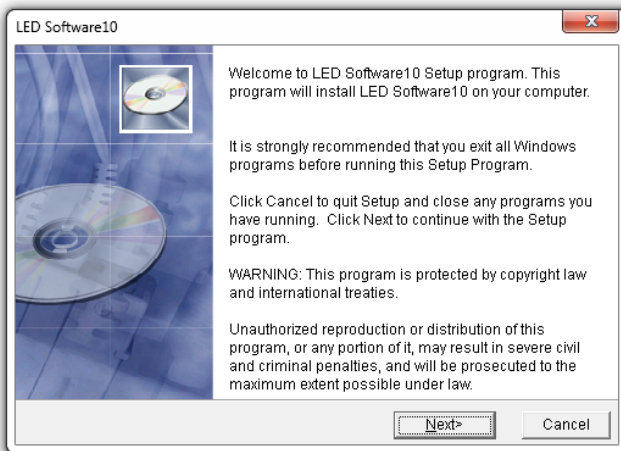 LED Software10
Welcome to LED Software10 Setup program. This
program will install LED Software10 on your computer.
It is strongly recommended that you exit all Windows
programs before running this Setup Program.
Click Cancel to quit Setup and close any programs you
have running. Click Next to continue with the Setup
program.
WARNING: This program is protected by copyright law
and international treaties.
Unauthorized reproduction or distribution of this
program, or any portion of it, may result in severe civil
and criminal penalties, and will be prosecuted to the
maximum extent possible under law.
Next>
Cancel